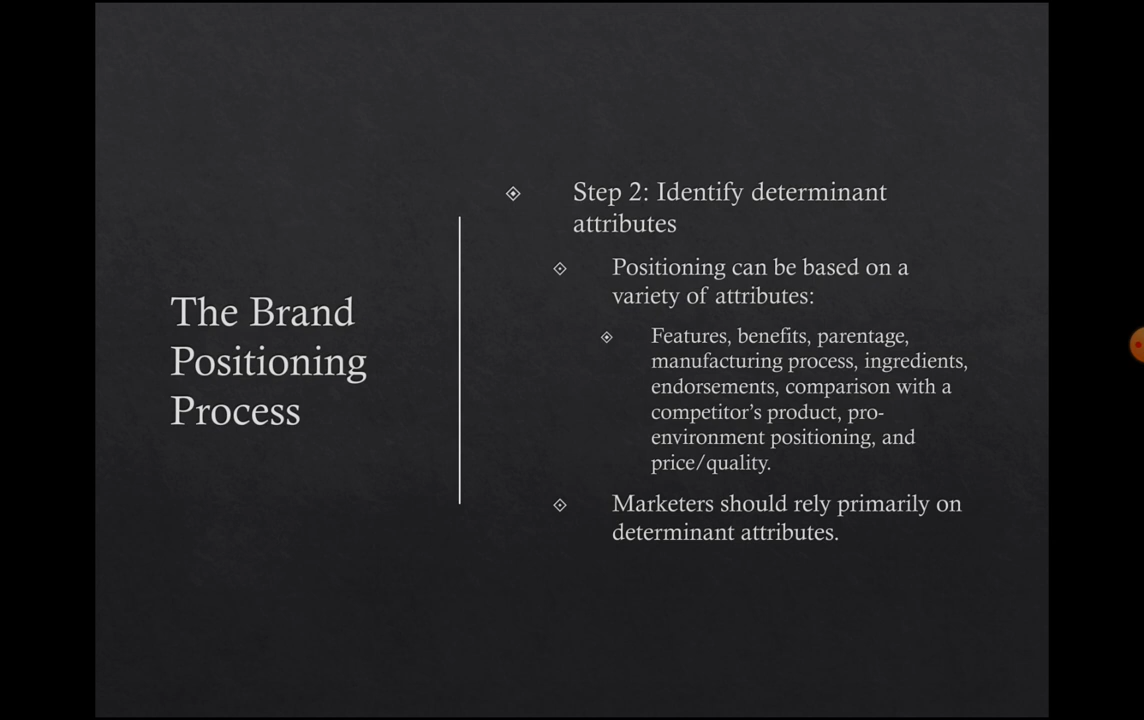 The Brand
Positioning
Process
Step 2: Identify determinant
attributes
Positioning can be based on a
variety of attributes:
Features, benefits, parentage,
manufacturing process, ingredients,
endorsements, comparison with a
competitor’s product, pro-
environment positioning, and
price/quality.
Marketers should rely primarily on
determinant attributes.